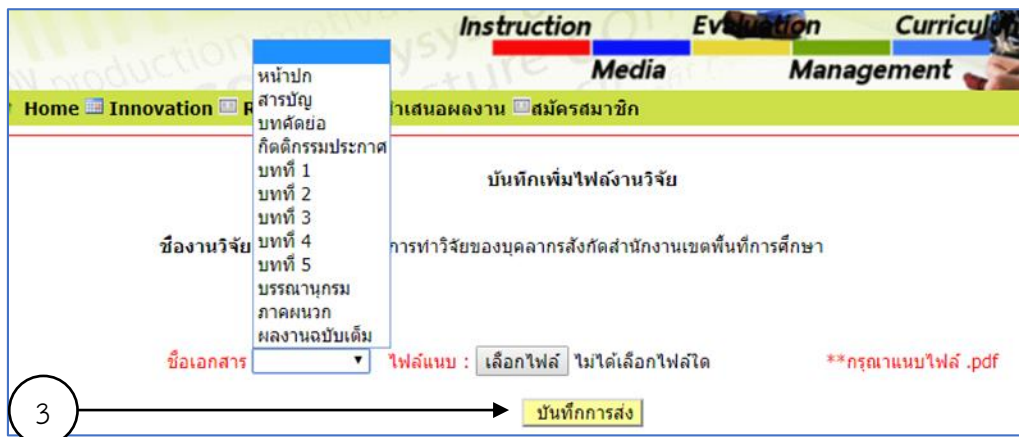 Instruction Evaluation Curriculum
Media Management
Home Innovation R าเสนอผลงาน สมัครสมาชิก
หน้าปก
สารบัญ
บทคัดย่อ
กิตติกรรมประกาศ
บทที่ 1
บทที่ 2
บทที่ 3
บทที่ 4
บทที่ 5
บรรณานุกรม
ภาคผนวก
ผลงานฉบับเต็ม
บันทึกเพิ่มไฟล์งานวิจัย
ชื่องานวิจัย การทำวิจัยของบุคลากรสังกัดสำนักงานเขตพื้นที่การศึกษา
ชื่อเอกสาร ไฟล์แนบ : เลือกไฟล์ ไม่ได้เลือกไฟล์ใด **กรุณาแนบไฟล์ .pdf
3 บันทึกการส่ง